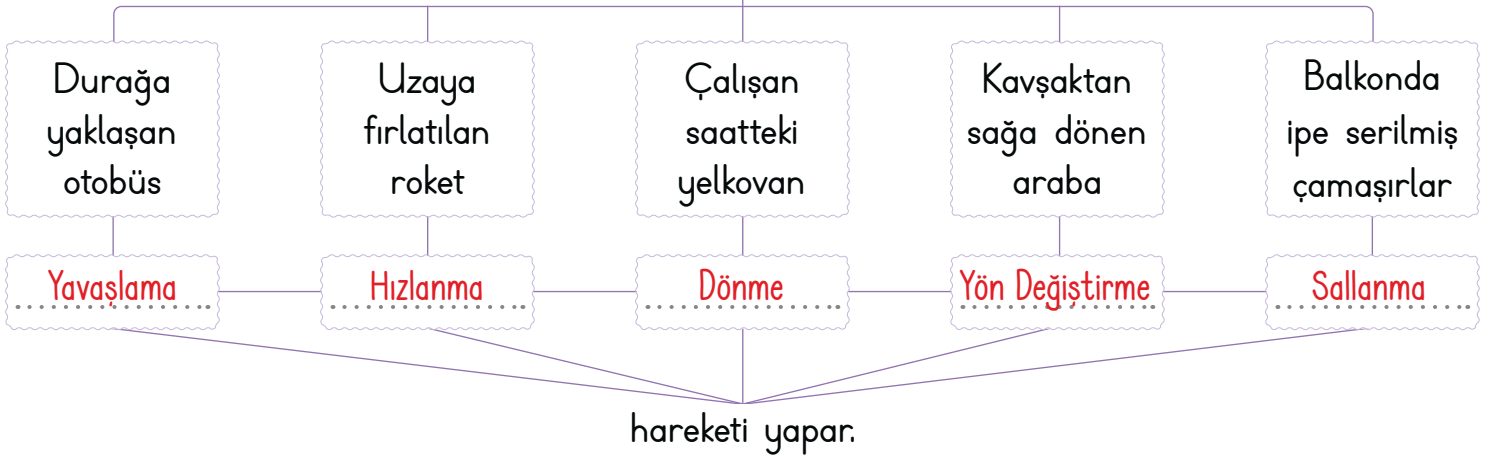 Durağa
yaklaşan
otobüs
Uzaya
fırlatılan
roket
Çalışan
saatteki
yelkovan
Kavşaktan
sağa dönen
araba
Balkonda
ipe serilmiş
çamaşırlar
Yavaşlama
Hızlanma
Dönme
Yön Değiştirme
Sallanma
hareketi yapar.